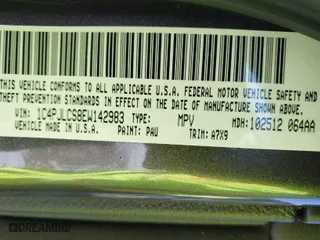 THIS VEHICLE CONFORMS TO ALL APPLICABLE U.S.A. FEDERAL MOTOR VEHICLE SAFETY AND
THEFT PREVENTION STANDARDS IN EFFECT ON THE DATE OF MANUFACTURE SHOWN ABOVE.
VIN: 1C4PJLCS8EW142983 TYPE: MPV MDH: 102512 064AA
VEHICLE MADE IN U.S.A. PAINT: PAU TRIM: A7X9